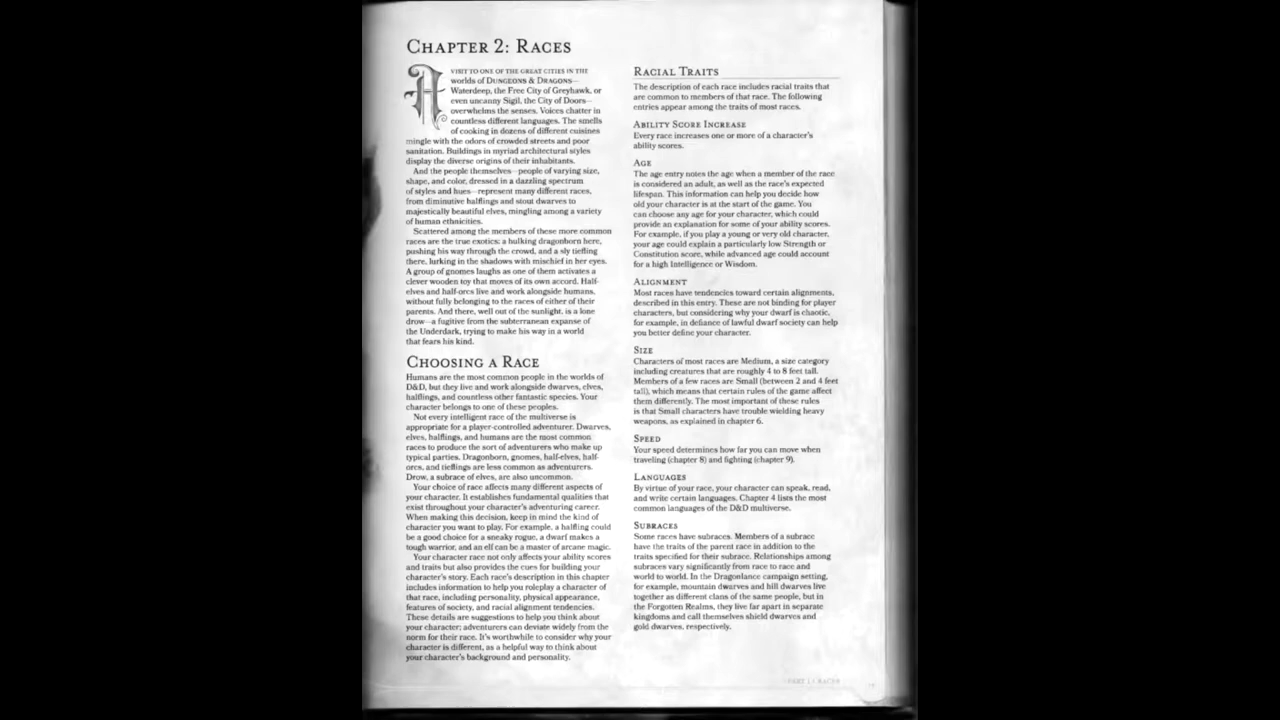 CHAPTER 2: RACES
A VISIT TO ONE OF THE GREAT CITIES IN THE
worlds of DUNGEONS & DRAGONS—
Waterdeep, the Free City of Greyhawk, or
even uncanny Sigil, the City of Doors—
overwhelms the senses. Voices chatter in
countless different languages. The smells
of cooking in dozens of different cuisines
mingle with the odors of crowded streets and poor
sanitation. Buildings in myriad architectural styles
display the diverse origins of their inhabitants.
And the people themselves—people of varying size,
shape, and color, dressed in a dazzling spectrum
of styles and hues—represent many different races,
from diminutive halflings and stout dwarves to
majestically beautiful elves, mingling among a variety
of human ethnicities.
Scattered among the members of these more common
races are the true exotics: a hulking dragonborn here,
pushing his way through the crowd, and a sly tiefling
there, lurking in the shadows with mischief in her eyes.
A group of gnomes laughs as one of them activates a
clever wooden toy that moves of its own accord. Half-
elves and half-orcs live and work alongside humans,
without fully belonging to the races of either of their
parents. And there, well out of the sunlight, is a lone
drow—a fugitive from the subterranean expanse of
the Underdark, trying to make his way in a world
that fears his kind.
CHOOSING A RACE
Humans are the most common people in the worlds of
D&D, but they live and work alongside dwarves, elves,
halflings, and countless other fantastic species. Your
character belongs to one of these peoples.
Not every intelligent race of the multiverse is
appropriate for a player-controlled adventurer. Dwarves,
elves, halflings, and humans are the most common
races to produce the sort of adventurers who make up
typical parties. Dragonborn, gnomes, half-elves, half-
orcs, and tieflings are less common as adventurers.
Drow, a subrace of elves, are also uncommon.
Your choice of race affects many different aspects of
your character. It establishes fundamental qualities that
exist throughout your character's adventuring career.
When making this decision, keep in mind the kind of
character you want to play. For example, a halfling could
be a good choice for a sneaky rogue, a dwarf makes a
tough warrior, and an elf can be a master of arcane magic.
Your character race not only affects your ability scores
and traits but also provides the cues for building your
character's story. Each race's description in this chapter
includes information to help you roleplay a character of
that race, including personality, physical appearance,
features of society, and racial alignment tendencies.
These details are suggestions to help you think about
your character; adventurers can deviate widely from the
norm for their race. It's worthwhile to consider why your
character is different, as a helpful way to think about
your character's background and personality.
RACIAL TRAITS
The description of each race includes racial traits that
are common to members of that race. The following
entries appear among the traits of most races.
ABILITY SCORE INCREASE
Every race increases one or more of a character's
ability scores.
AGE
The age entry notes the age when a member of the race
is considered an adult, as well as the race's expected
lifespan. This information can help you decide how
old your character is at the start of the game. You
can choose any age for your character, which could
provide an explanation for some of your ability scores.
For example, if you play a young or very old character,
your age could explain a particularly low Strength or
Constitution score, while advanced age could account
for a high Intelligence or Wisdom.
ALIGNMENT
Most races have tendencies toward certain alignments,
described in this entry. These are not binding for player
characters, but considering why your dwarf is chaotic,
for example, in defiance of lawful dwarf society can help
you better define your character.
SIZE
Characters of most races are Medium, a size category
including creatures that are roughly 4 to 8 feet tall.
Members of a few races are Small (between 2 and 4 feet
tall), which means that certain rules of the game affect
them differently. The most important of these rules
is that Small characters have trouble wielding heavy
weapons, as explained in chapter 6.
SPEED
Your speed determines how far you can move when
traveling (chapter 8) and fighting (chapter 9).
LANGUAGES
By virtue of your race, your character can speak, read,
and write certain languages. Chapter 4 lists the most
common languages of the D&D multiverse.
SUBRACES
Some races have subraces. Members of a subrace
have the traits of the parent race in addition to the
traits specified for their subrace. Relationships among
subraces vary significantly from race to race and
world to world. In the Dragonlance campaign setting,
for example, mountain dwarves and hill dwarves live
together as different clans of the same people, but in
the Forgotten Realms, they live far apart in separate
kingdoms and call themselves shield dwarves and
gold dwarves, respectively.
PART 1 | RACES